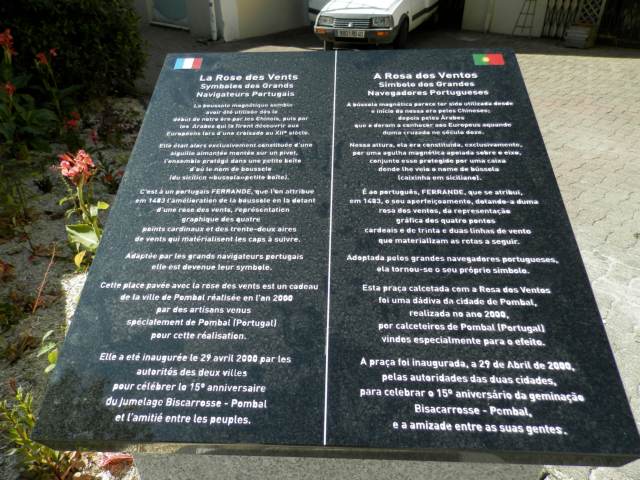 La Rose des Vents
Symboles des Grands
Navigateurs Portugais
La boussole magnétique semble
avoir été utilisée dès le
début de notre ère par les Chinois, puis par
les Arabes qui la firent découvrir aux
Européens lors d'une croisade au XIIº siècle.
Elle était alors exclusivement constituée d'une
aiguille aimantée montée sur un pivot,
l'ensemble protégé dans une petite boîte
d'où le nom de boussole
(du sicilien «bussola»petite boîte).
C'est à un portugais FERRANDE, que l'on attribue
en 1483 l'amélioration de la boussole en la dotant
d'une rose des vents, représentation
graphique des quatre
points cardinaux et des trente-deux aires
de vents qui matérialisent les caps à suivre.
Adaptée par les grands navigateurs portugais
elle est devenue leur symbole.
Cette place pavée avec la rose des vents est un cadeau
de la ville de Pombal réalisée en l'an 2000
par des artisans venus
spécialement de Pombal (Portugal)
pour cette réalisation.
Elle a été inaugurée le 29 avril 2000 par les
autorités des deux villes
pour célébrer le 15º anniversaire
du Jumelage Biscarrosse - Pombal
et l'amitié entre les peuples.
A Rosa dos Ventos
Simbolo dos Grandes
Navegadores Portugueses
A bússola magnética parece ter sido utilizada desde
o início da nossa era pelos Chineses;
depois pelos Árabes
que a deram a conhecer aos Europeus aquando
duma cruzada no século doze.
Nessa altura, ela era constituída, exclusivamente,
por uma agulha magnética apoiada sobre o eixo,
conjunto esse protegido por uma caixa
donde lhe veio o nome de bússola
(caixinha em siciliano).
É ao português, FERRANDE, que se atribui,
em 1483, o seu aperfeiçoamento, dotando-a duma
rosa dos ventos, da representação
gráfica dos quatro pontos
cardeais e de trinta e duas linhas de vento
que materializam as rotas a seguir.
Adoptada pelos grandes navegadores portugueses,
ela tornou-se o seu próprio símbolo.
Esta praça calcetada com a Rosa dos Ventos
foi uma dádiva da cidade de Pombal,
realizada no ano 2000,
por calceteiros de Pombal (Portugal)
vindos especialmente para o efeito.
A praça foi inaugurada, a 29 de Abril de 2000,
pelas autoridades das duas cidades,
para celebrar o 15º aniversário da geminação
Bisacarrosse - Pombal,
e a amizade entre as suas gentes.